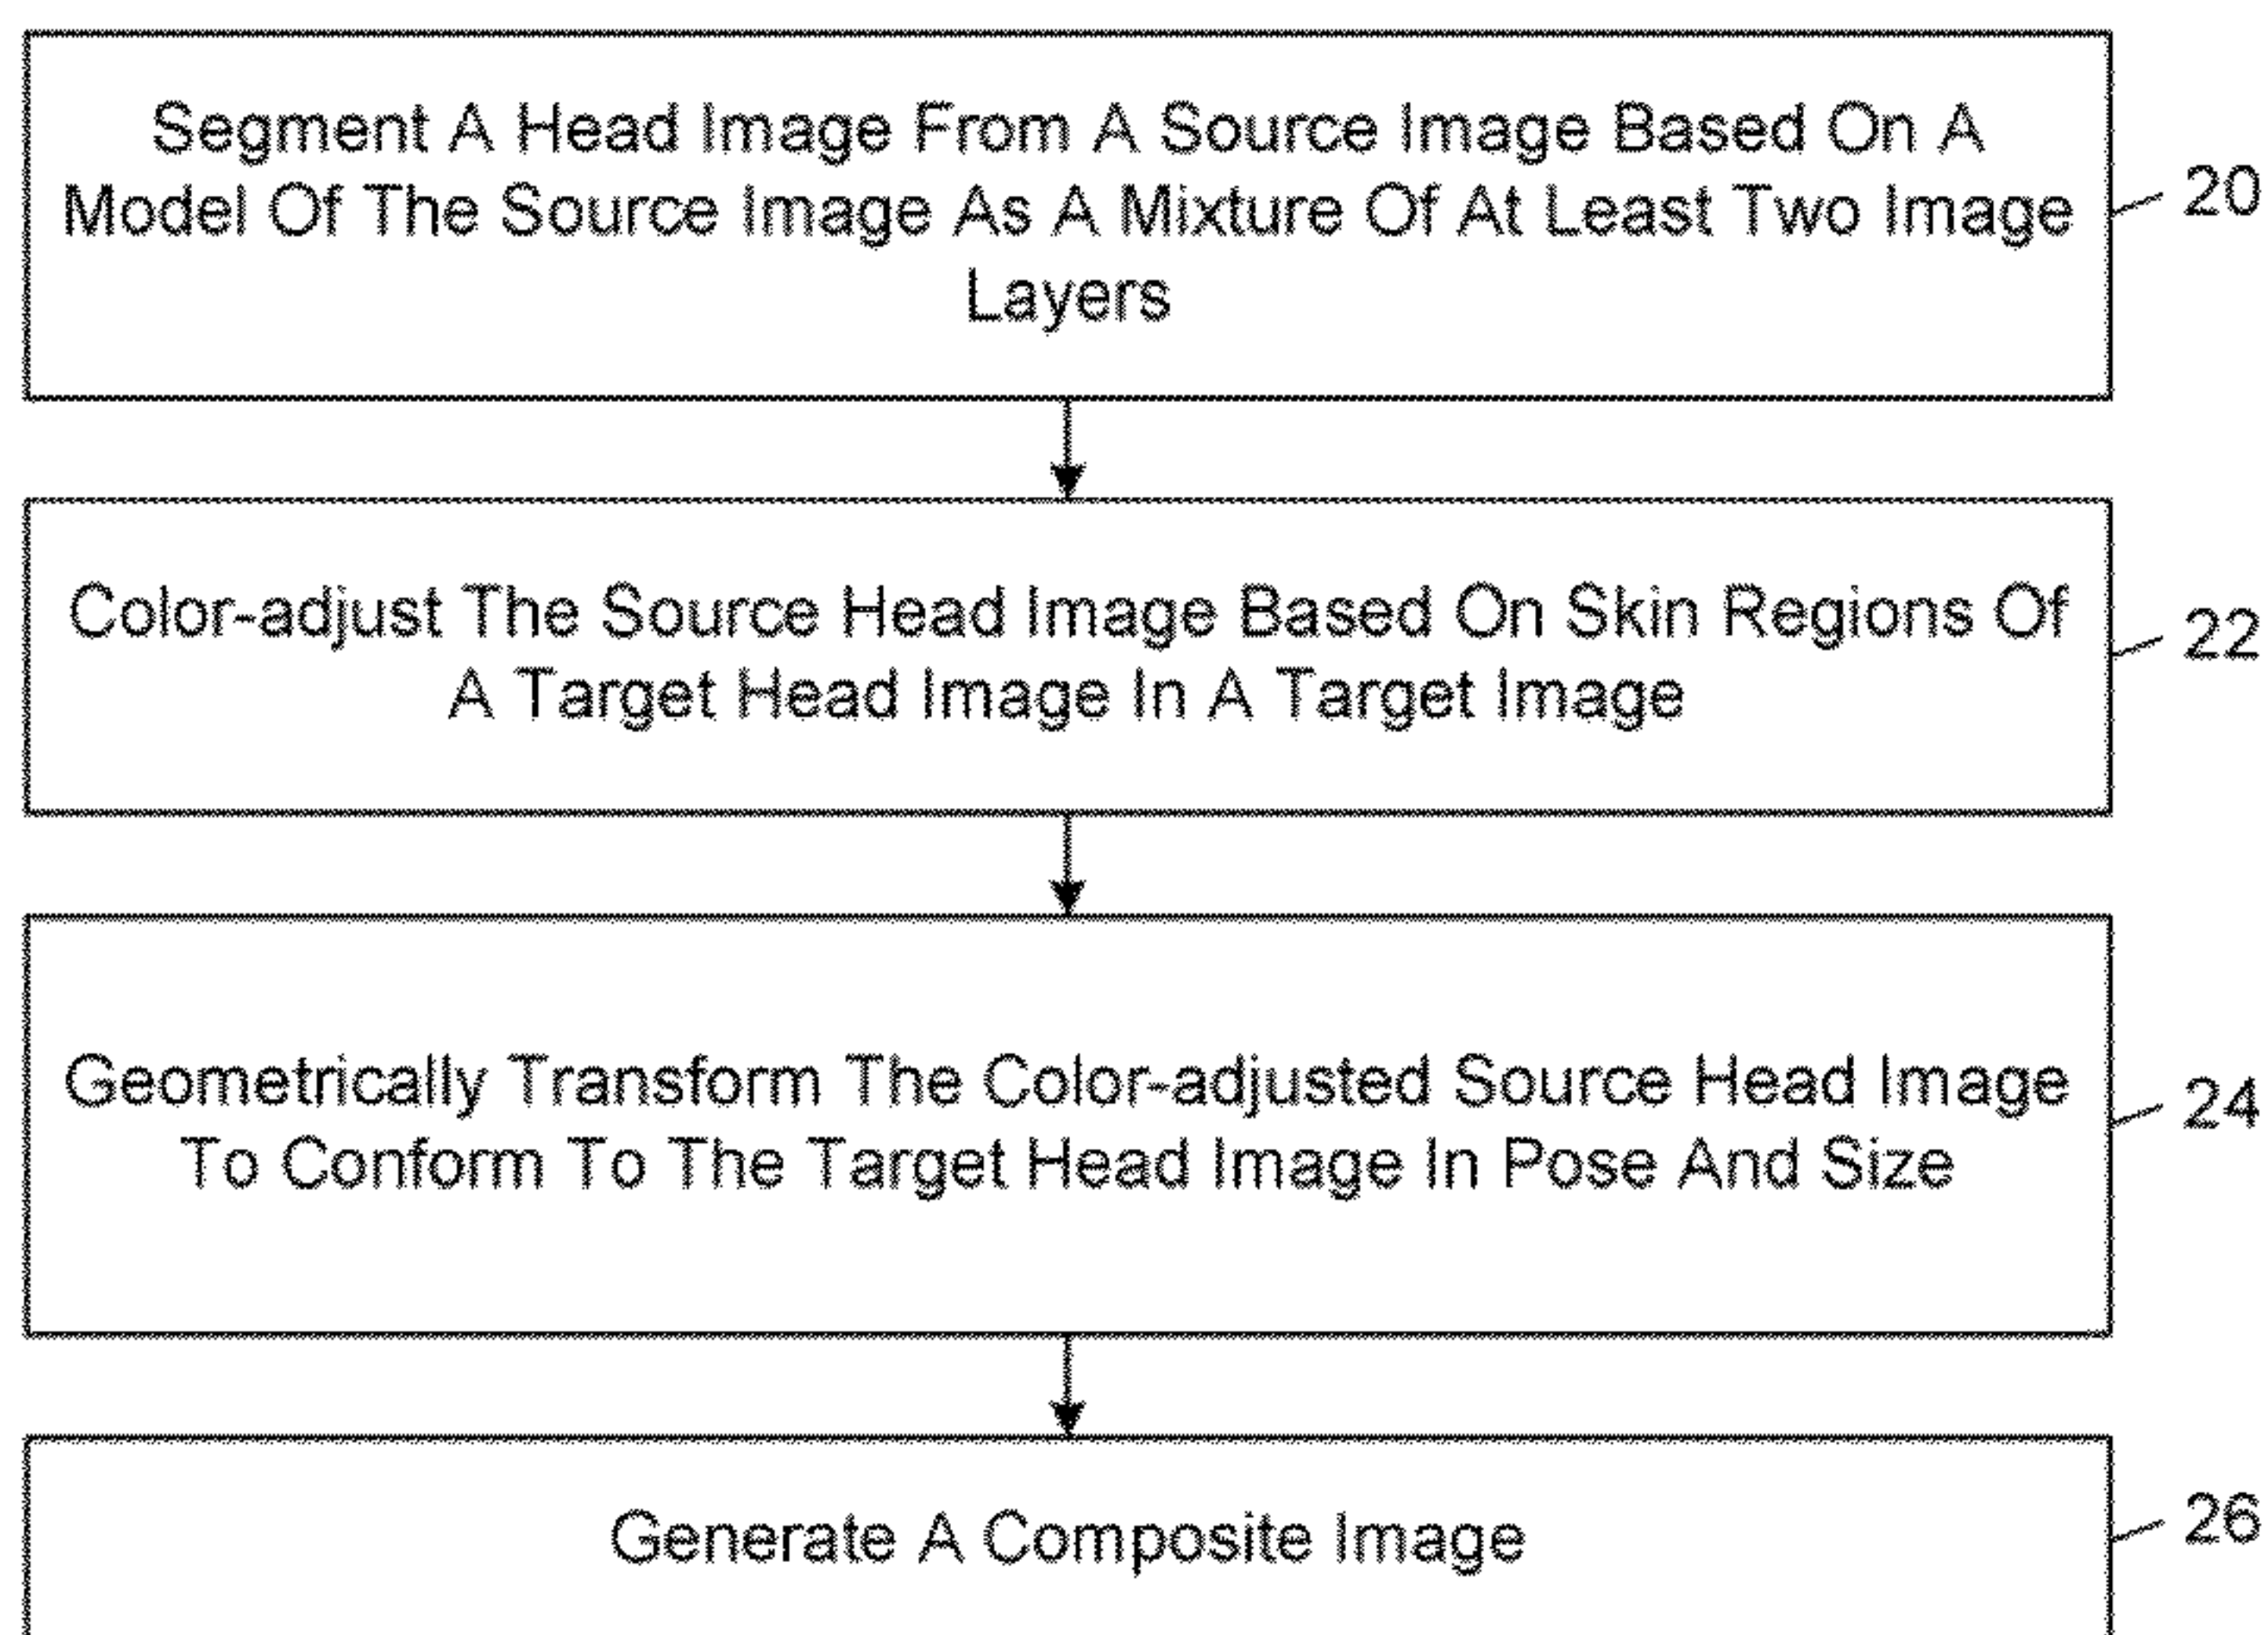 Segment A Head Image From A Source Image Based On A
Model Of The Source Image As A Mixture Of At Least Two Image
Layers
20
Color-adjust The Source Head Image Based On Skin Regions Of
A Target Head Image In A Target Image
22
Geometrically Transform The Color-adjusted Source Head Image
To Conform To The Target Head Image In Pose And Size
24
Generate A Composite Image
26